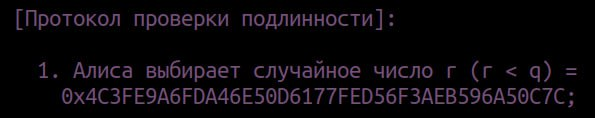 [Протокол проверки подлинности]:
1. Алиса выбирает случайное число r (r < q) =
0x4C3FE9A6FDA46E50D6177FED56F3AEB596A50C7C;